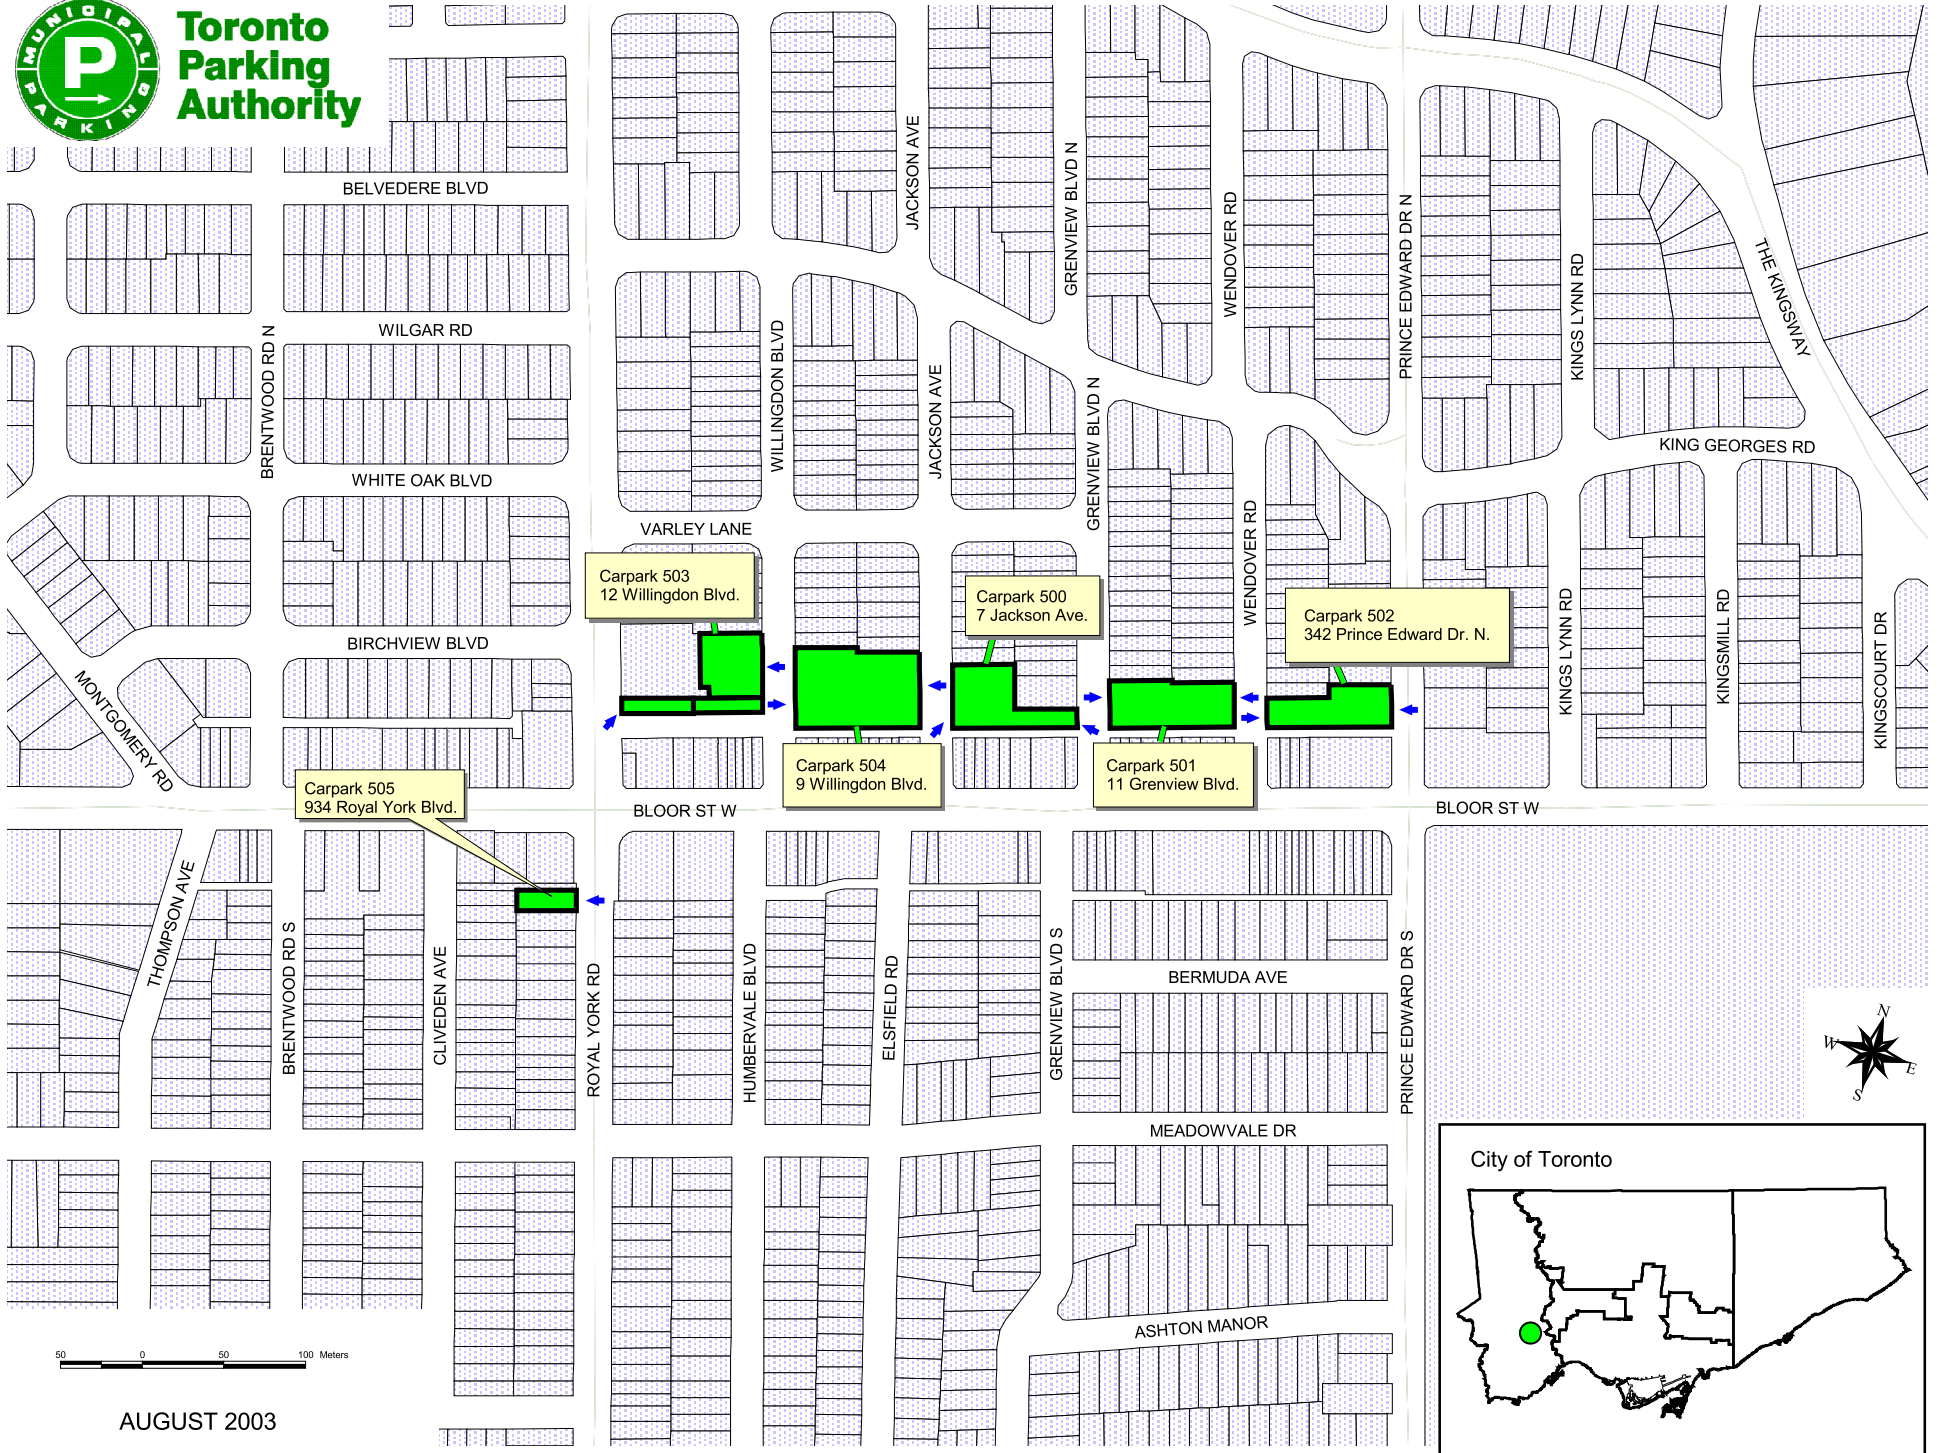 MUNICIPAL
PARKING
P
Toronto
Parking
Authority
BELVEDERE BLVD
JACKSON AVE
GRENVIEW BLVD N
WENDOVER RD
PRINCE EDWARD DR N
KINGS LYNN RD
THE KINGSWAY
WILGAR RD
BRENTWOOD RD N
WILLINGDON BLVD
JACKSON AVE
GRENVIEW BLVD N
KING GEORGES RD
WHITE OAK BLVD
VARLEY LANE
WENDOVER RD
Carpark 503
12 Willingdon Blvd.
Carpark 500
7 Jackson Ave.
Carpark 502
342 Prince Edward Dr. N.
KINGS LYNN RD
KINGSMILL RD
KINGSCOURT DR
BIRCHVIEW BLVD
MONTGOMERY RD
Carpark 504
9 Willingdon Blvd.
Carpark 501
11 Grenview Blvd.
Carpark 505
934 Royal York Blvd.
BLOOR ST W
BLOOR ST W
THOMPSON AVE
BRENTWOOD RD S
CLIVEDEN AVE
ROYAL YORK RD
HUMBERVALE BLVD
ELSFIELD RD
GRENVIEW BLVD S
BERMUDA AVE
PRINCE EDWARD DR S
N
W
E
S
MEADOWVALE DR
City of Toronto
ASHTON MANOR
50 0 50 100 Meters
AUGUST 2003